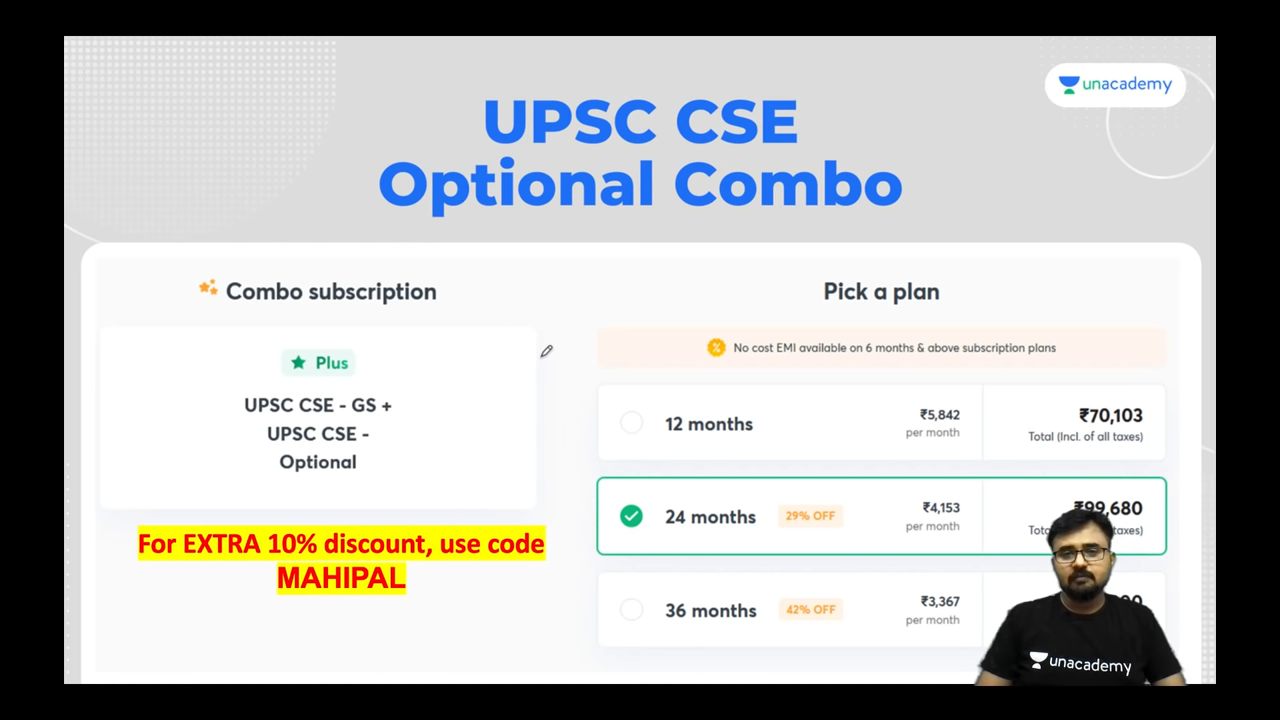 unacademy
UPSC CSE
Optional Combo
Combo subscription
Plus
UPSC CSE - GS +
UPSC CSE -
Optional
For EXTRA 10% discount, use code
MAHIPAL
Pick a plan
No cost EMI available on 6 months & above subscription plans
12 months
₹5,842
per month
₹70,103
Total (Incl. of all taxes)
24 months
29% OFF
₹4,153
per month
₹99,680
taxes)
36 months
42% OFF
₹3,367
per month
unacademy